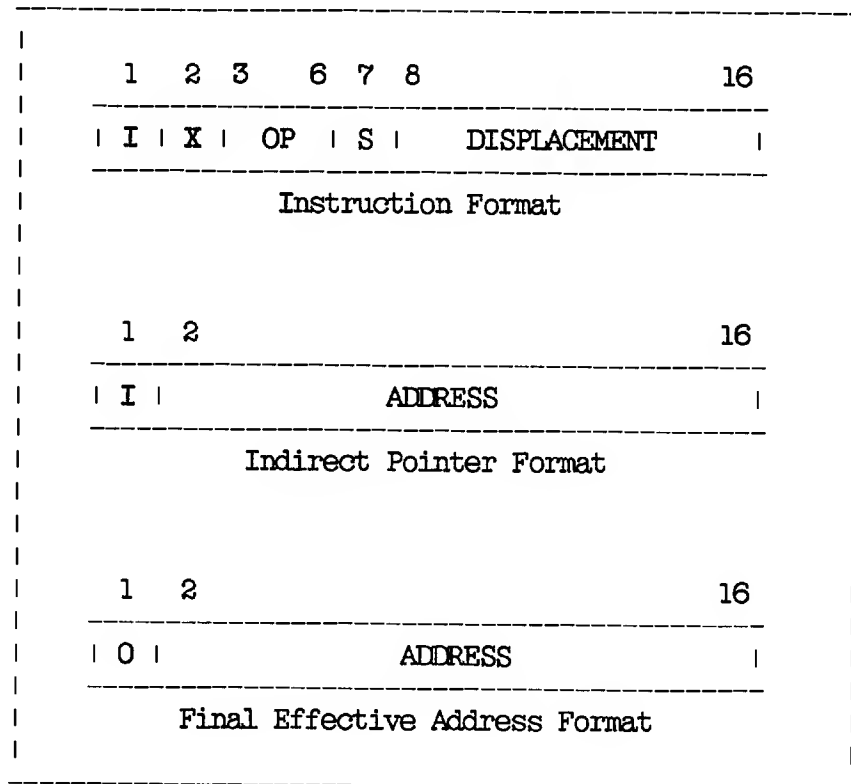 1 2 3 6 7 8 16
| I | X | OP | S | DISPLACEMENT |
Instruction Format
1 2 16
| I | ADDRESS |
Indirect Pointer Format
1 2 16
| 0 | ADDRESS |
Final Effective Address Format